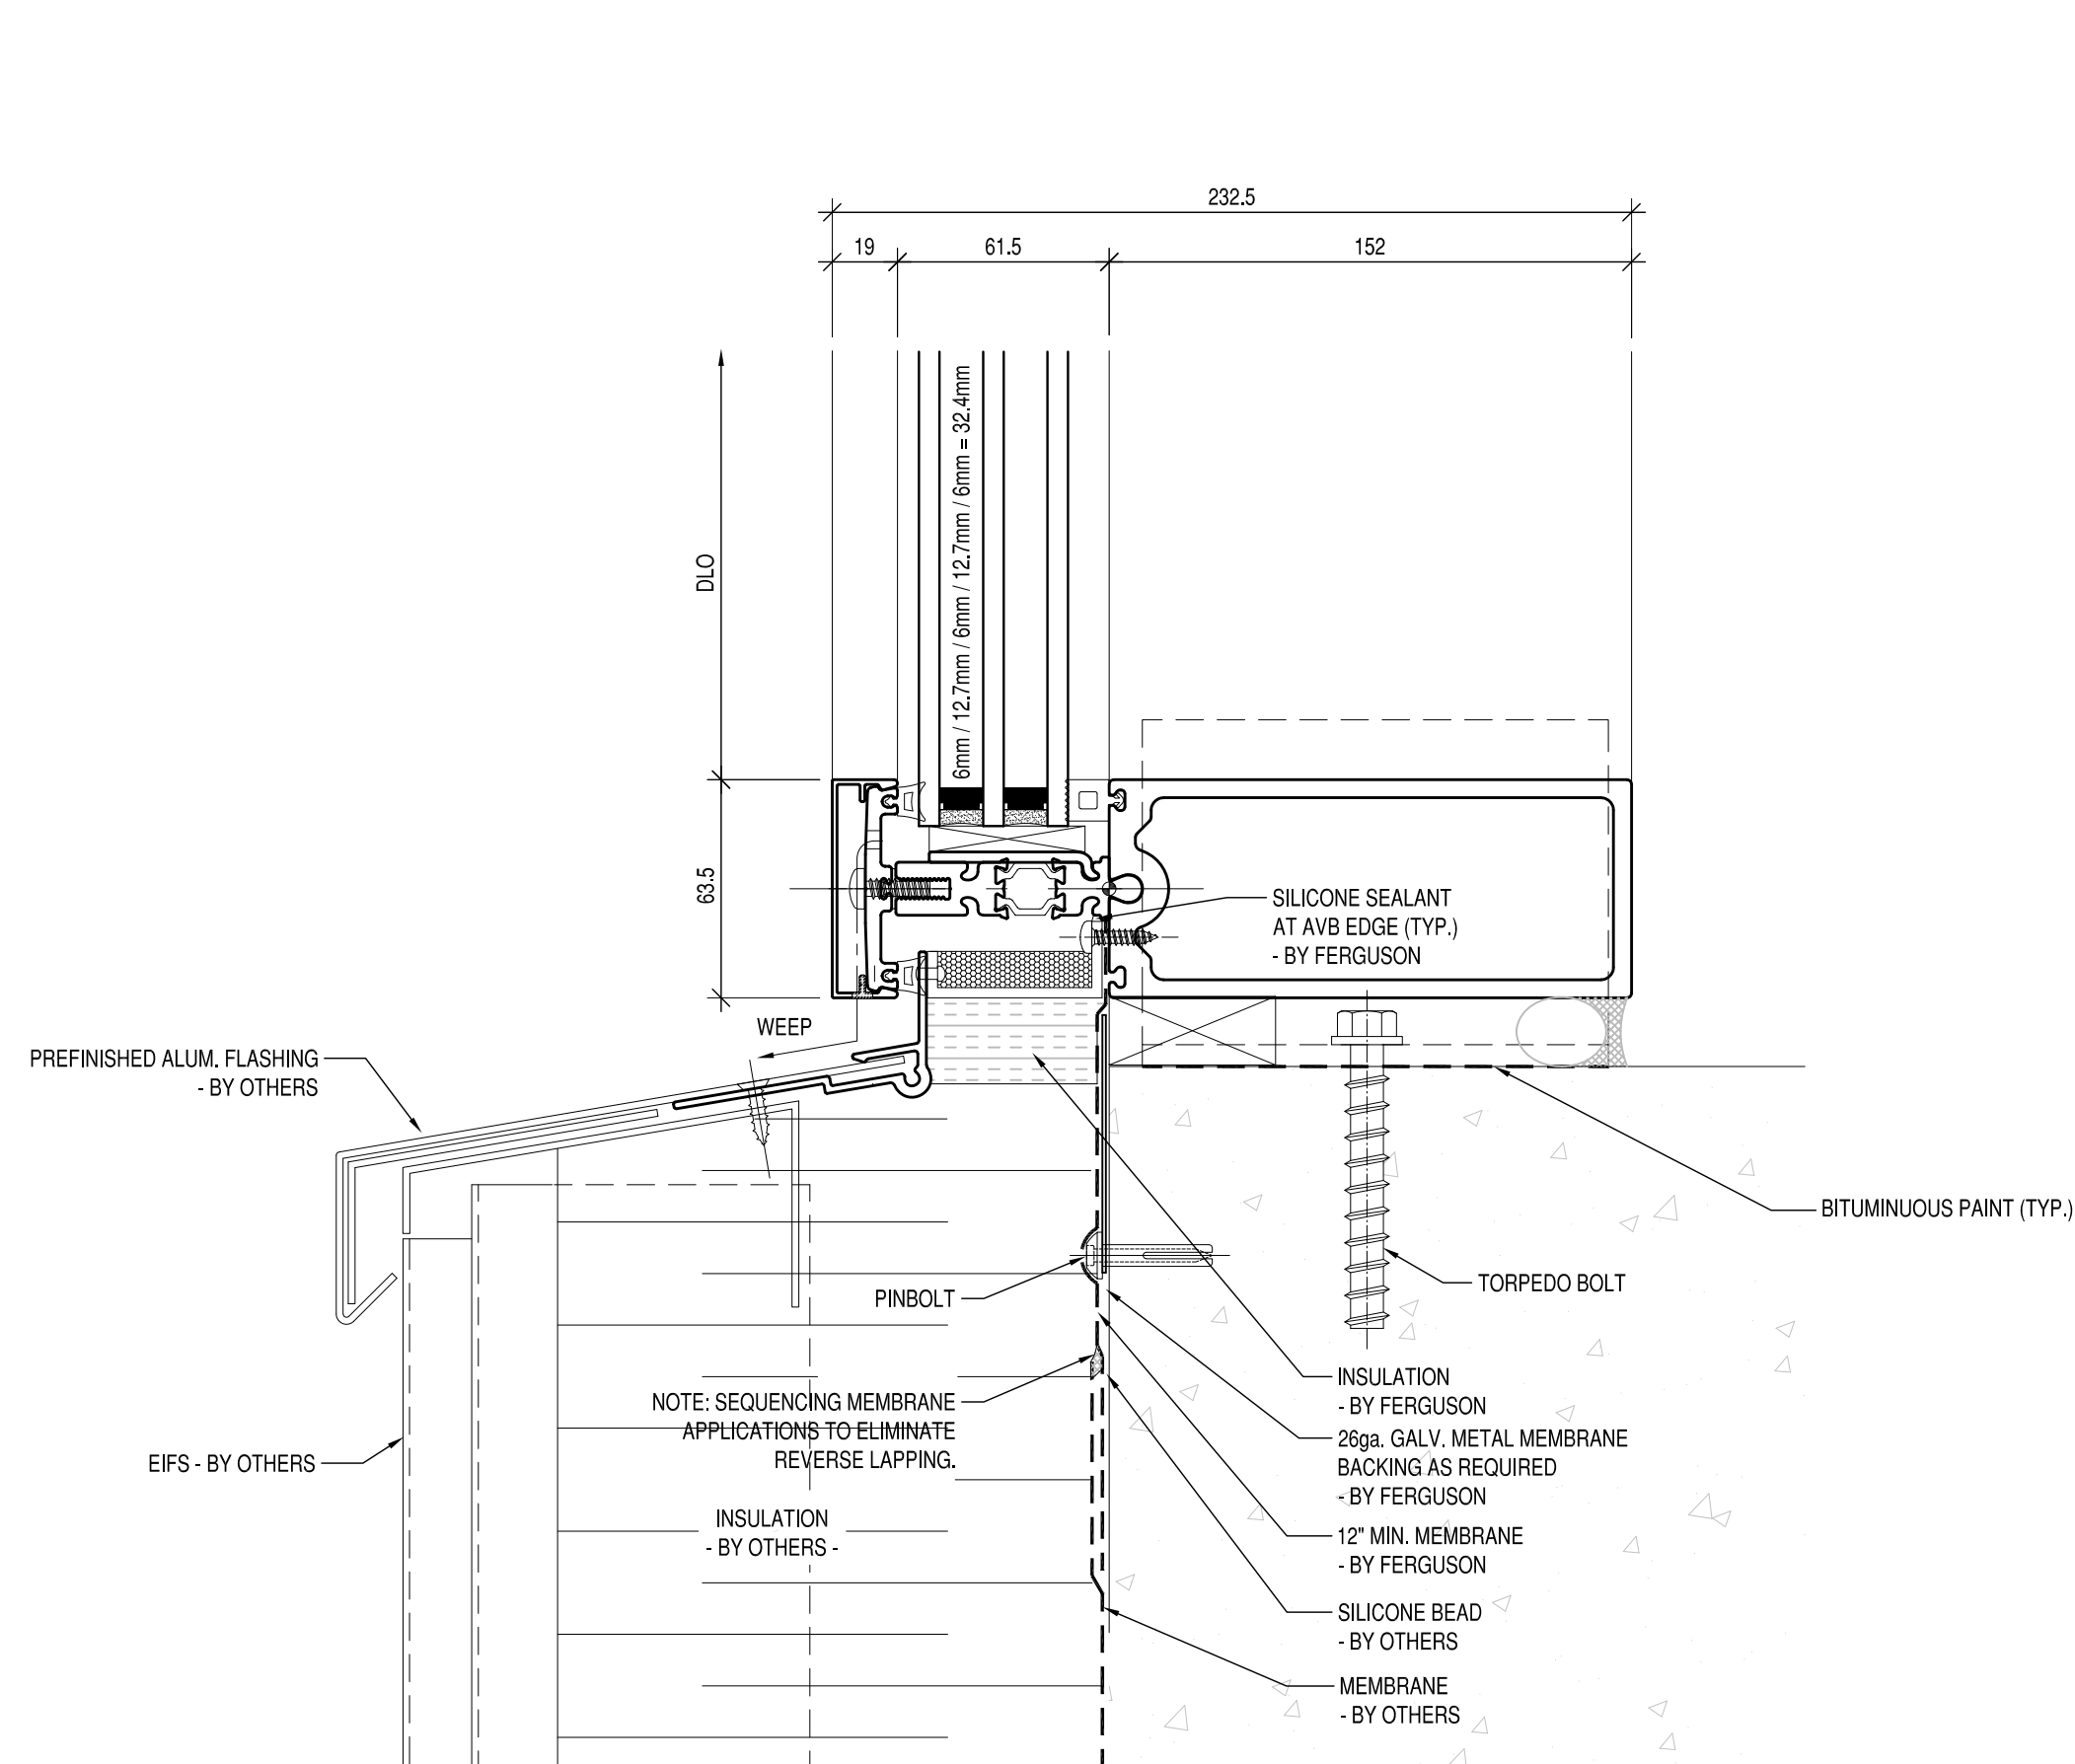 232.5
19
61.5
152
6mm / 12.7mm / 6mm / 12.7mm / 6mm = 32.4mm
DLO
63.5
SILICONE SEALANT
AT AVB EDGE (TYP.)
- BY FERGUSON
WEEP
PREFINISHED ALUM. FLASHING
- BY OTHERS
BITUMINUOUS PAINT (TYP.)
TORPEDO BOLT
PINBOLT
INSULATION
- BY FERGUSON
NOTE: SEQUENCING MEMBRANE
APPLICATIONS TO ELIMINATE
REVERSE LAPPING.
26ga. GALV. METAL MEMBRANE
BACKING AS REQUIRED
- BY FERGUSON
EIFS - BY OTHERS
INSULATION
- BY OTHERS -
12" MIN. MEMBRANE
- BY FERGUSON
SILICONE BEAD
- BY OTHERS
MEMBRANE
- BY OTHERS